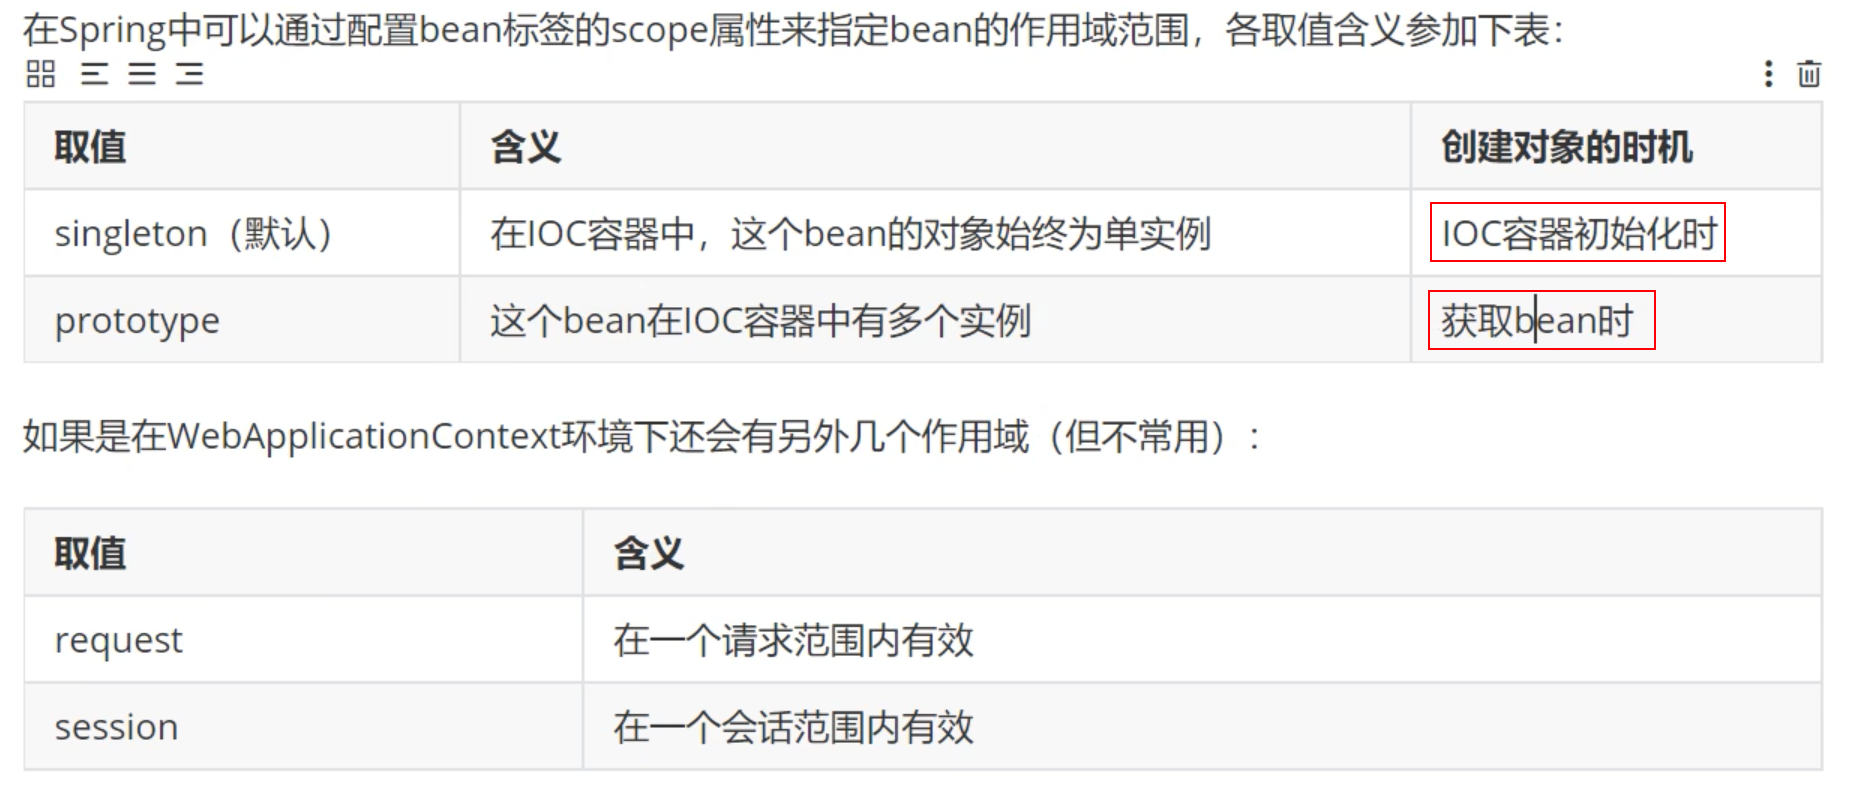 在Spring中可以通过配置bean标签的scope属性来指定bean的作用域范围，各取值含义参加下表：
取值 含义 创建对象的时机
singleton（默认） 在IOC容器中，这个bean的对象始终为单实例 IOC容器初始化时
prototype 这个bean在IOC容器中有多个实例 获取bean时
如果是在WebApplicationContext环境下还会有另外几个作用域（但不常用）：
取值 含义
request 在一个请求范围内有效
session 在一个会话范围内有效